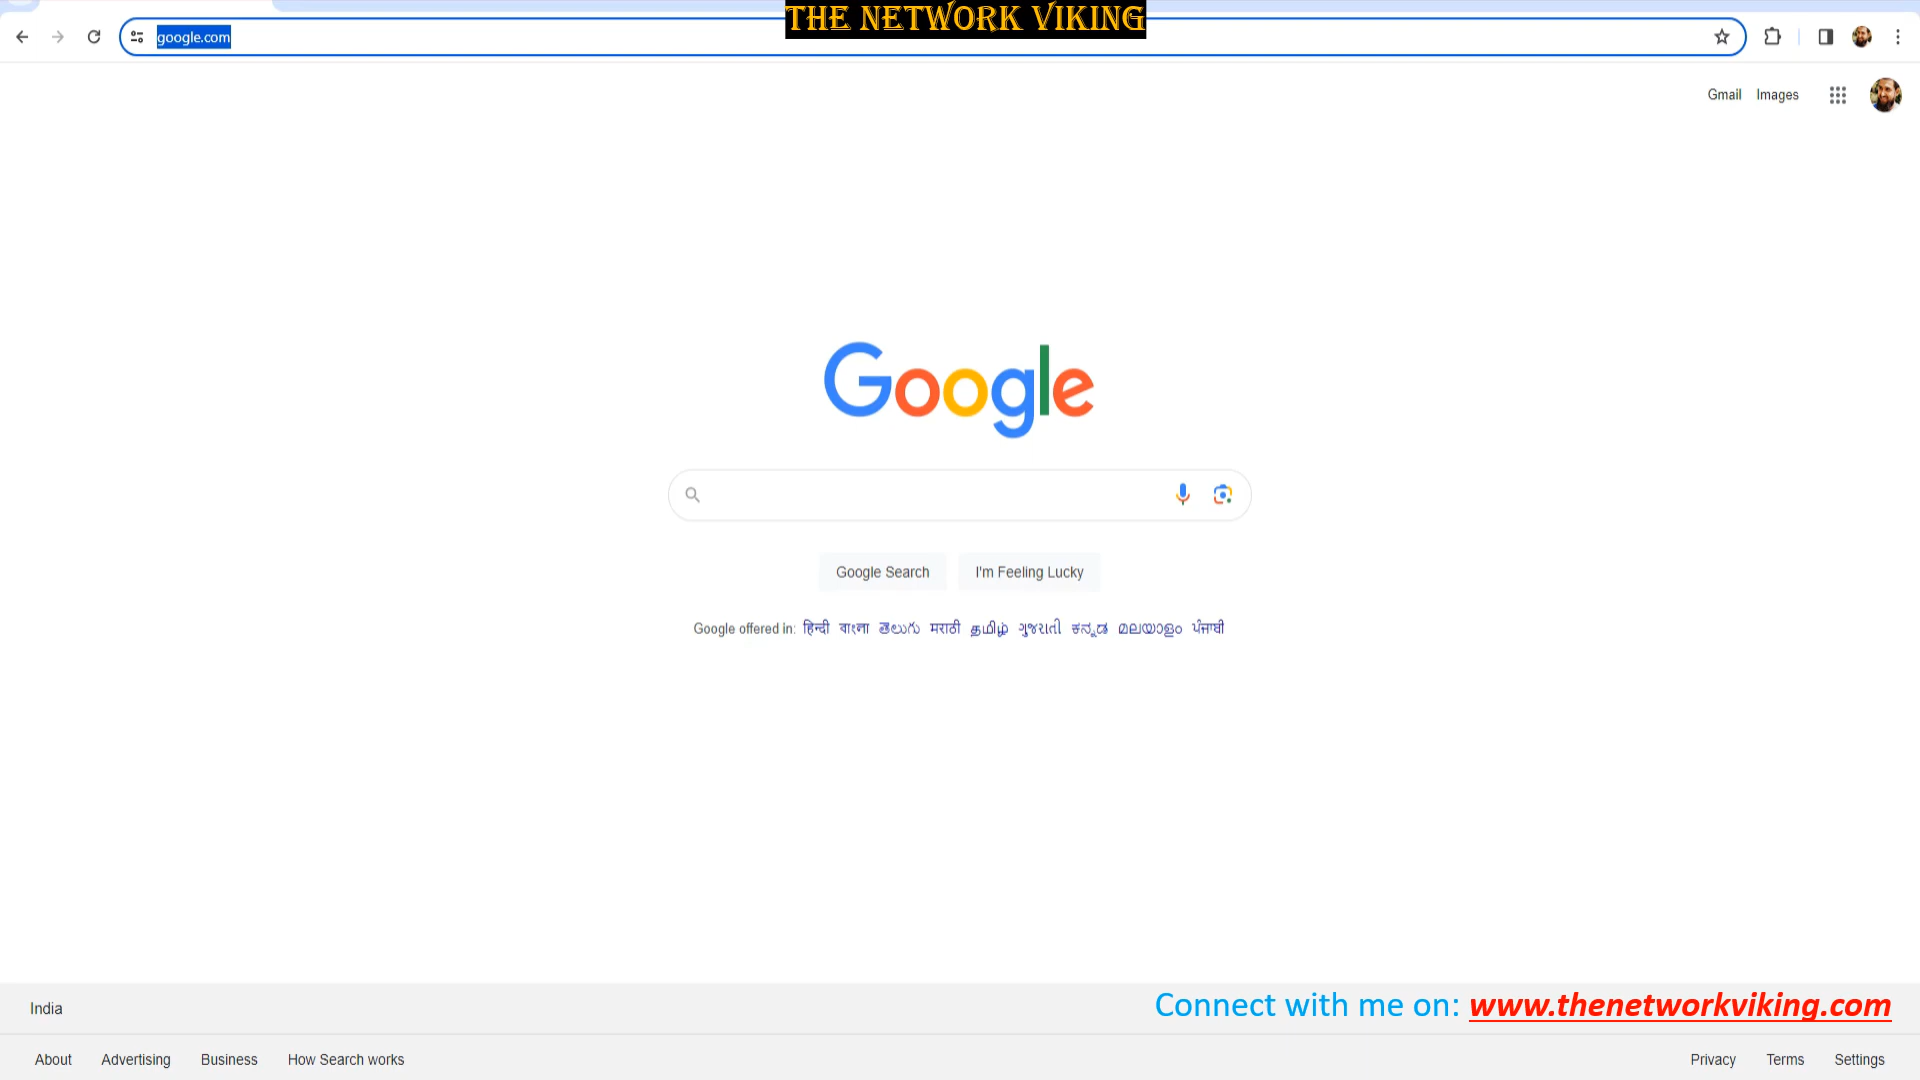 THE NETWORK VIKING
google.com
Gmail Images
Google
Google Search I'm Feeling Lucky
Google offered in: हिन्दी বাংলা తెలుగు मराठी தமிழ் ગુજરાતી ಕನ್ನಡ മലയാളം ਪੰਜਾਬੀ
India
Connect with me on: www.thenetworkviking.com
About Advertising Business How Search works Privacy Terms Settings